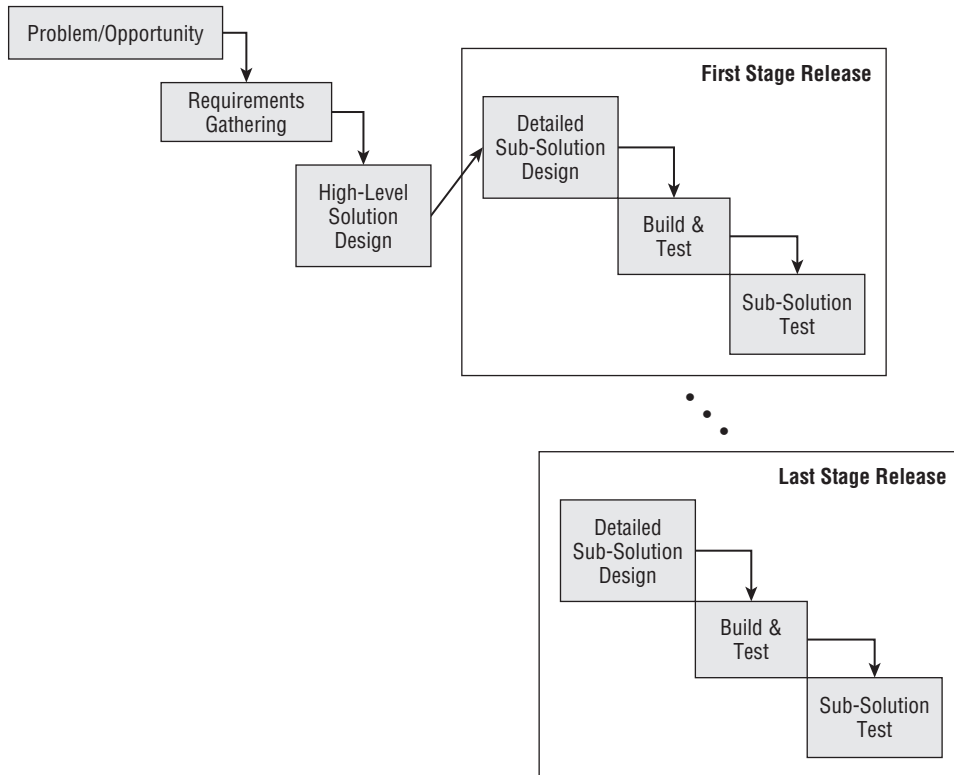 Problem/Opportunity
Requirements
Gathering
High-Level
Solution
Design
First Stage Release
Detailed
Sub-Solution
Design
Build &
Test
Sub-Solution
Test
Last Stage Release
Detailed
Sub-Solution
Design
Build &
Test
Sub-Solution
Test